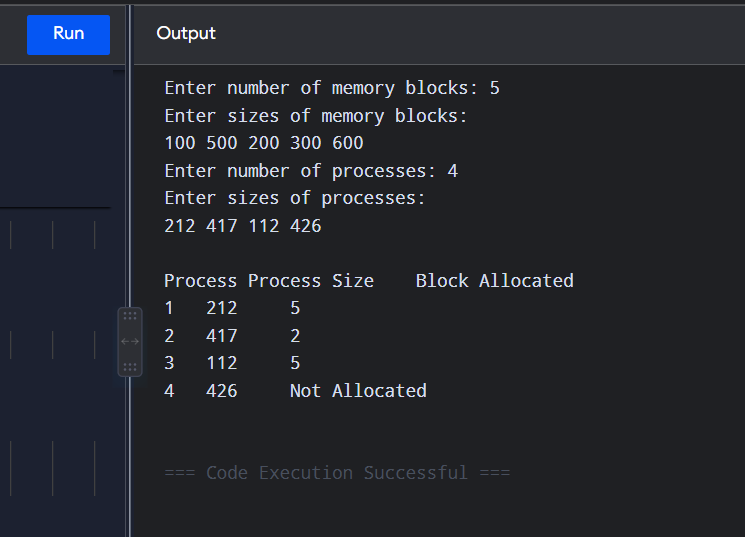 Run
Output
Enter number of memory blocks: 5
Enter sizes of memory blocks:
100 500 200 300 600
Enter number of processes: 4
Enter sizes of processes:
212 417 112 426
Process Process Size    Block Allocated
1   212     5
2   417     2
3   112     5
4   426     Not Allocated
=== Code Execution Successful ===